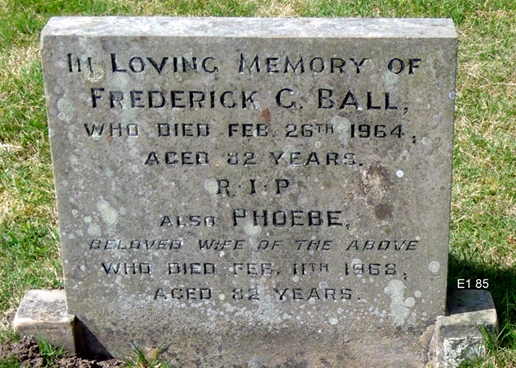 IN LOVING MEMORY OF
FREDERICK G. BALL,
WHO DIED FEB. 26TH 1964,
AGED 82 YEARS.
R·I·P
ALSO PHOEBE,
BELOVED WIFE OF THE ABOVE
WHO DIED FEB. 11TH 1968,
AGED 82 YEARS.
E1 85